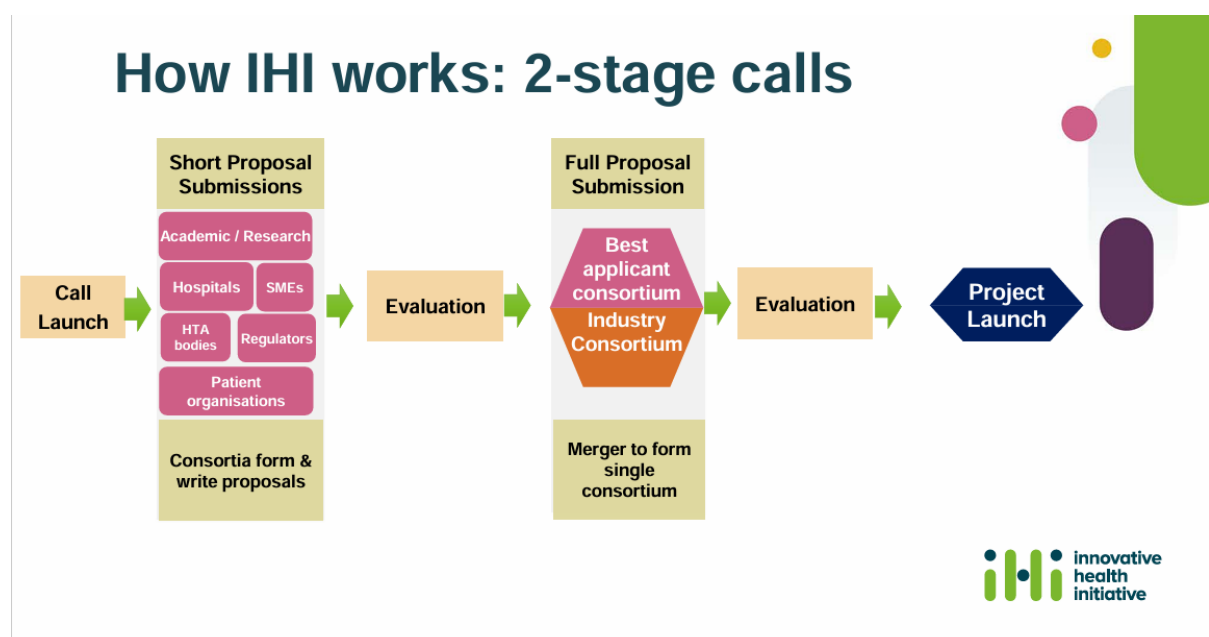 How IHI works: 2-stage calls
Call
Launch
Short Proposal
Submissions
Academic / Research
Hospitals
SMEs
HTA
bodies
Regulators
Patient
organisations
Consortia form &
write proposals
Evaluation
Full Proposal
Submission
Best
applicant
consortium
Industry
Consortium
Merger to form
single
consortium
Evaluation
Project
Launch
iHi
innovative
health
initiative